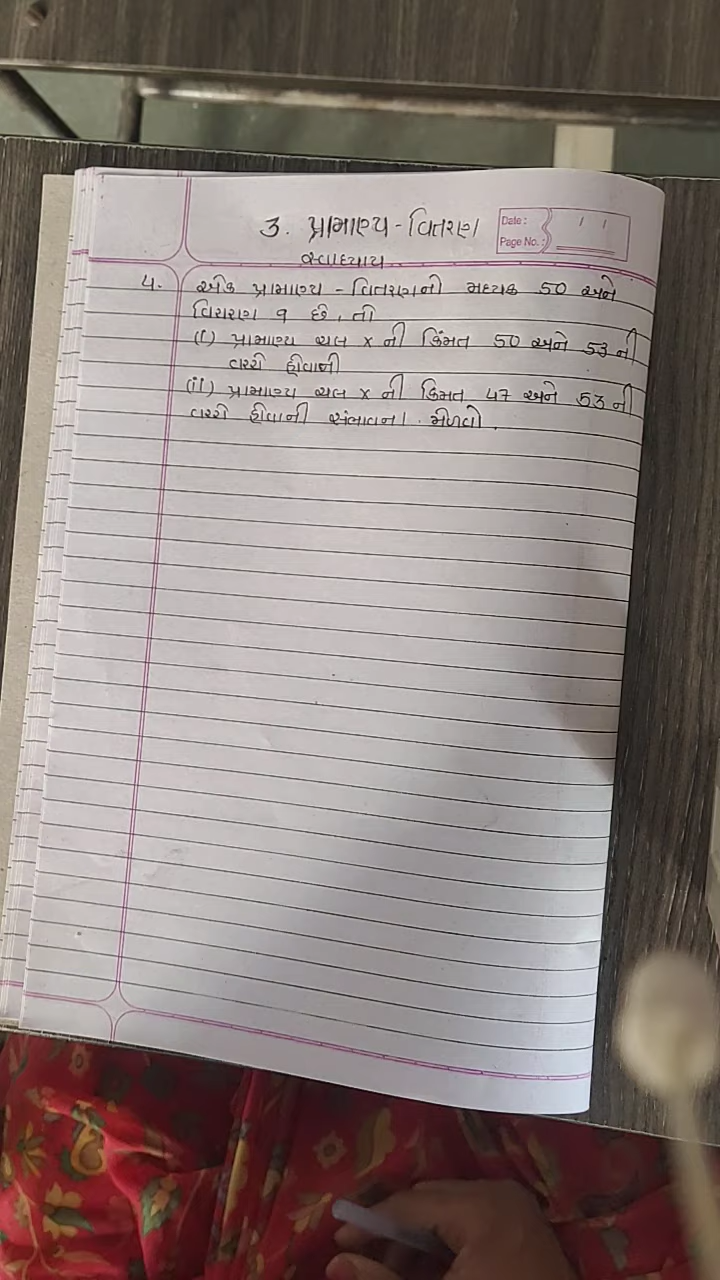 3. પ્રામાણ્ય - વિતરણ
Date : / /
Page No. :
સ્વાધ્યાય
૫. એક પ્રામાણ્ય - વિતરણની મધ્યક 50 અને
વિચરણ 9 છે, તો
(i) પ્રામાણ્ય ચલ x ની કિંમત 50 અને 53 ની
વચ્ચે હોવાની
(ii) પ્રામાણ્ય ચલ x ની કિંમત 47 અને 53 ની
વચ્ચે હોવાની સંભાવના મેળવો.